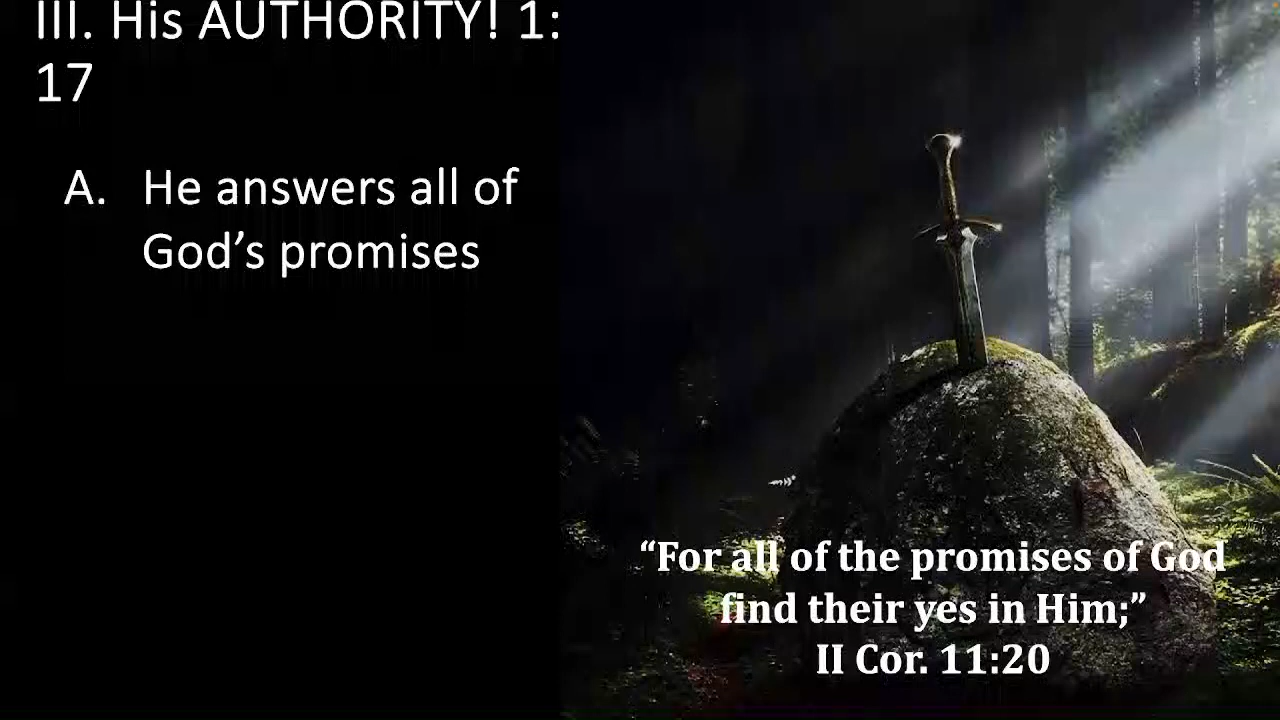 III. His AUTHORITY! 1:
17
A. He answers all of
God’s promises
“For all of the promises of God
find their yes in Him;”
II Cor. 11:20